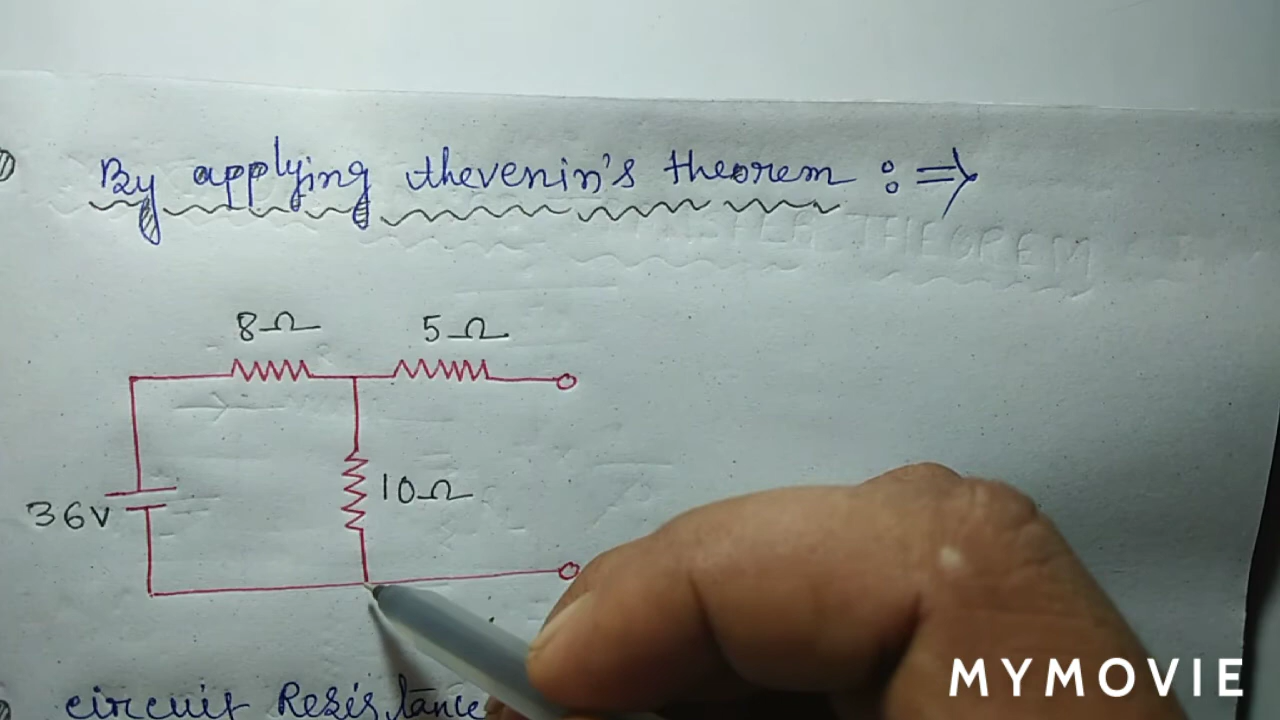 By applying thevenin's theorem :⇒
8Ω 5Ω
10Ω
36V
circuit Resistance
MYMOVIE